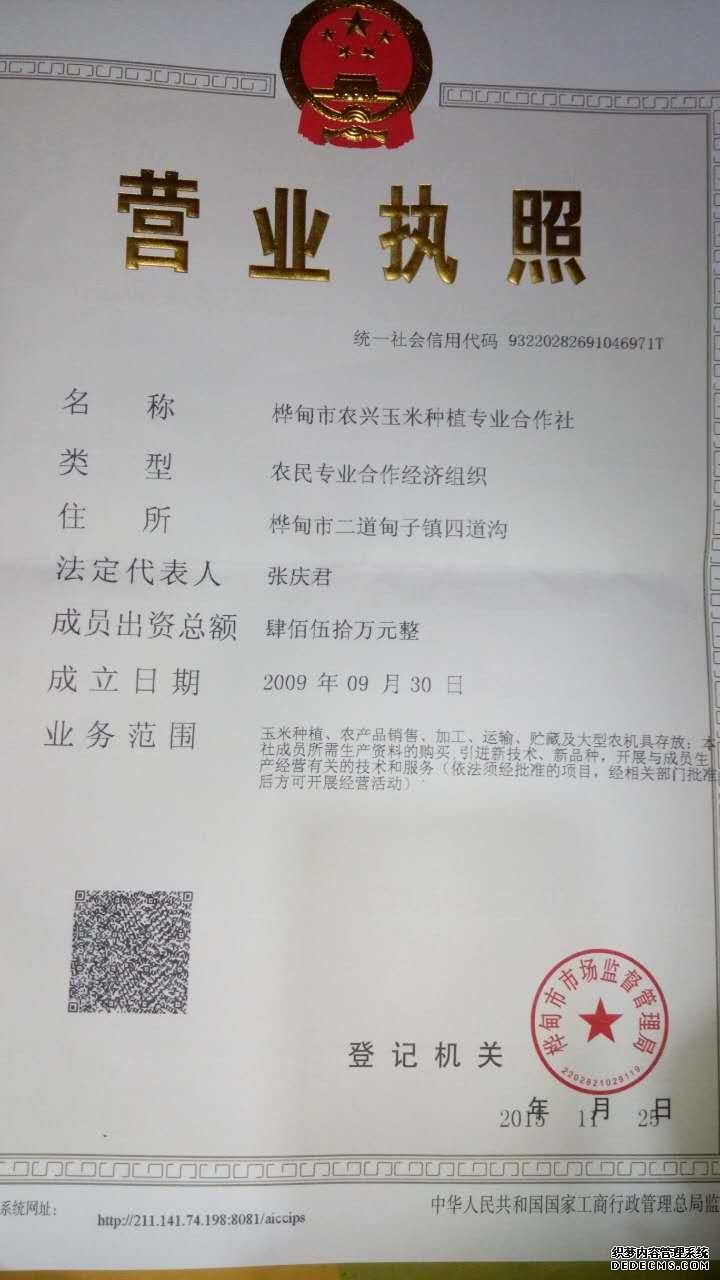 营业执照
统一社会信用代码 93220282691046971T
名称 桦甸市农兴玉米种植专业合作社
类型 农民专业合作经济组织
住所 桦甸市二道甸子镇四道沟
法定代表人 张庆君
成员出资总额 肆佰伍拾万元整
成立日期 2009 年 09 月 30 日
业务范围 玉米种植、农产品销售、加工、运输、贮藏及大型农机具存放；本
社成员所需生产资料的购买,引进新技术、新品种，开展与成员生
产经营有关的技术和服务（依法须经批准的项目，经相关部门批准
后方可开展经营活动）
桦甸市市场监督管理局
2202821029119
登记机关
2015 年 11 月 25 日
系统网址：
http://211.141.74.198:8081/aiccips
中华人民共和国国家工商行政管理总局监
织梦内容管理系统
DEDECMS.COM